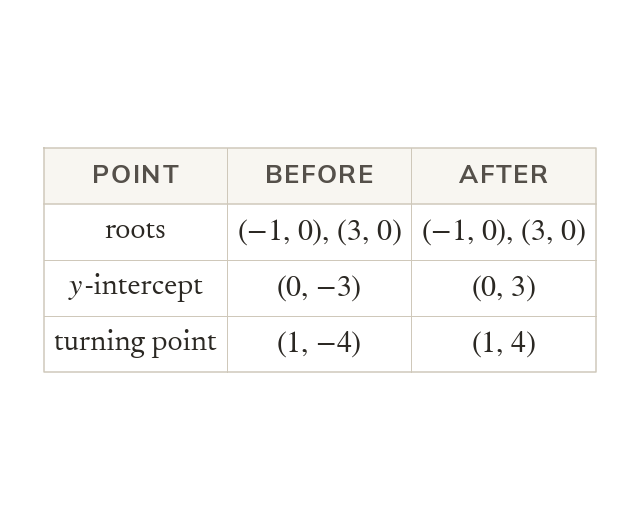 POINT BEFORE AFTER
roots (−1, 0), (3, 0) (−1, 0), (3, 0)
y-intercept (0, −3) (0, 3)
turning point (1, −4) (1, 4)